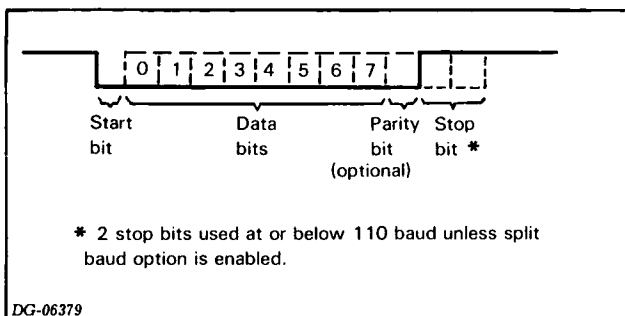 0 1 2 3 4 5 6 7
Start Data Parity Stop
bit bits bit bit *
(optional)
* 2 stop bits used at or below 110 baud unless split
baud option is enabled.
DG-06379